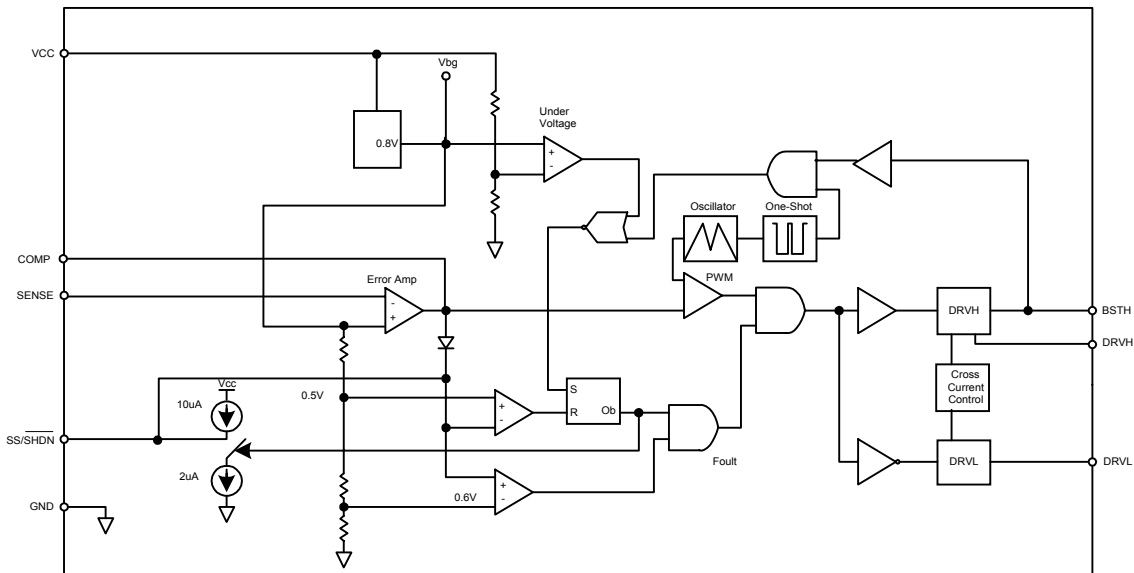 VCC
Vbg
0.8V
Under
Voltage
+
-
Oscillator
One-Shot
COMP
SENSE
Error Amp
-
+
PWM
DRVH
BSTH
DRVH
Cross
Current
Control
Vcc
10uA
0.5V
+
-
S
R
Ob
SS/SHDN
2uA
Foult
DRVL
DRVL
0.6V
+
-
GND